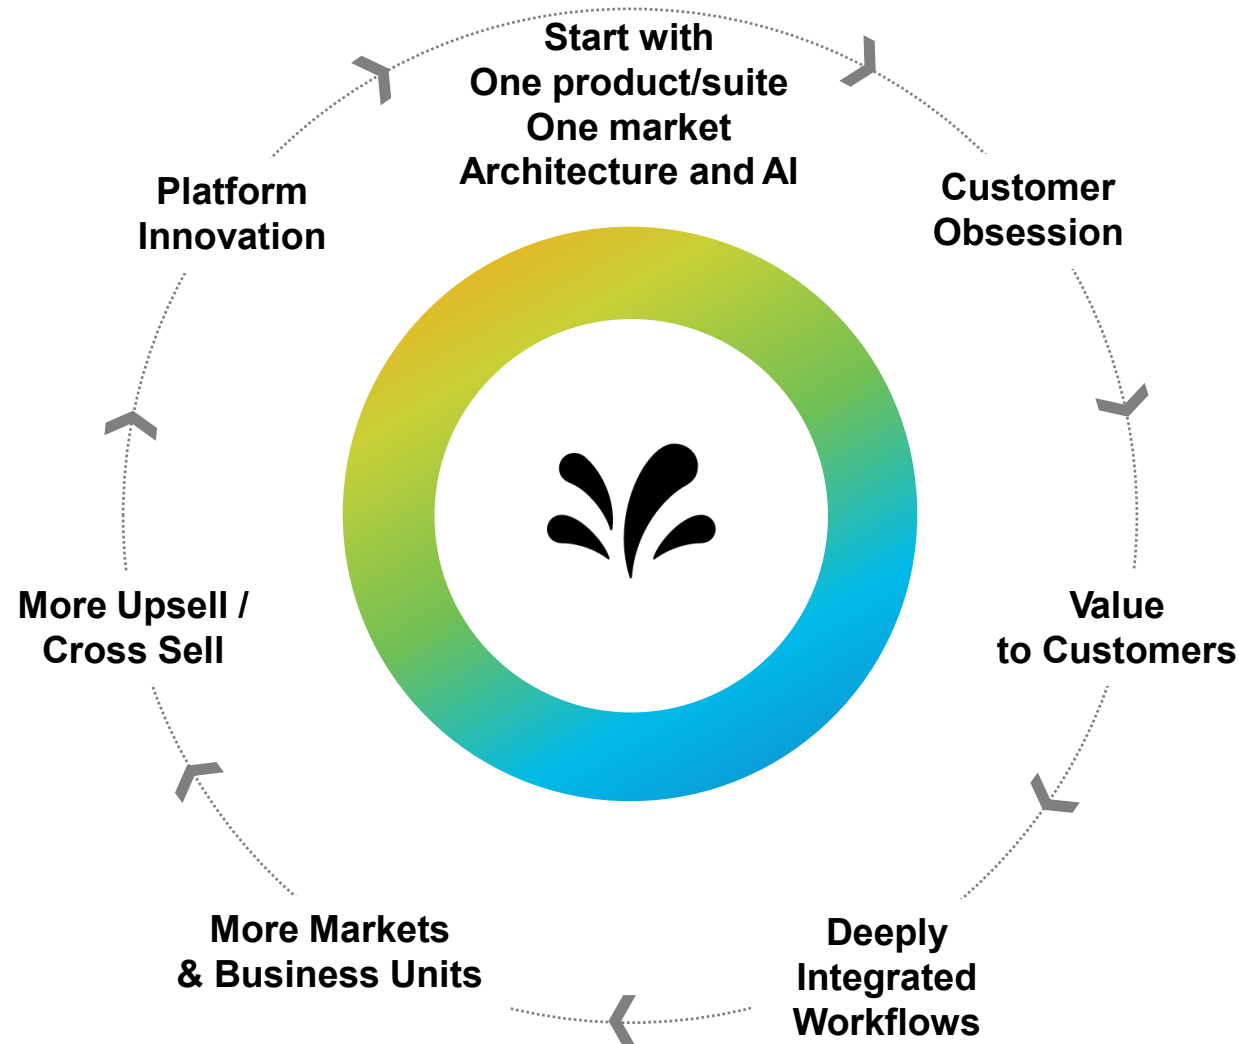 Start with
One product/suite
One market
Architecture and AI
Customer
Obsession
Value
to Customers
Deeply
Integrated
Workflows
More Markets
& Business Units
More Upsell /
Cross Sell
Platform
Innovation